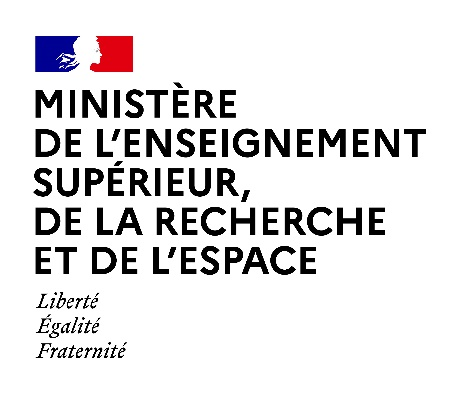 MINISTÈRE
DE L'ENSEIGNEMENT
SUPÉRIEUR,
DE LA RECHERCHE
ET DE L'ESPACE
Liberté
Égalité
Fraternité